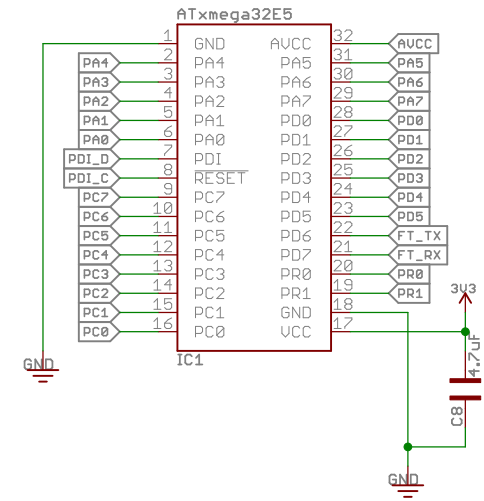 ATxmega32E5
1 GND AVCC 32 AVCC
PA4 2 PA4 PA5 31 PA5
PA3 3 PA3 PA6 30 PA6
PA2 4 PA2 PA7 29 PA7
PA1 5 PA1 PD0 28 PD0
PA0 6 PA0 PD1 27 PD1
PDI_D 7 PDI PD2 26 PD2
PDI_C 8 RESET PD3 25 PD3
PC7 9 PC7 PD4 24 PD4
PC6 10 PC6 PD5 23 PD5
PC5 11 PC5 PD6 22 FT_TX
PC4 12 PC4 PD7 21 FT_RX
PC3 13 PC3 PR0 20 PR0
PC2 14 PC2 PR1 19 PR1
PC1 15 PC1 GND 18
PC0 16 PC0 VCC 17
3V3
IC1
GND
4.7uF
C8
GND